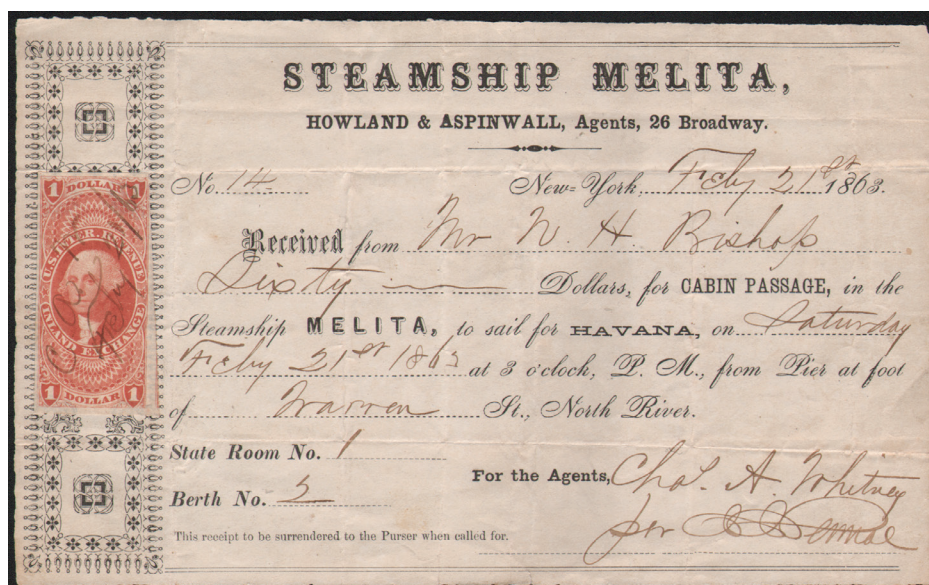 STEAMSHIP MELITA,
HOWLAND & ASPINWALL, Agents, 26 Broadway.
No. 14
New-York, Feby 21st 1863.
Received from Mr N. H. Bishop
Sixty Dollars, for CABIN PASSAGE, in the
Steamship MELITA, to sail for HAVANA, on Saturday
Feby 21st 1863 at 3 o'clock, P. M., from Pier at foot
of Warren St., North River.
State Room No. 1
Berth No.
For the Agents, Chas. A. Whitney
per
This receipt to be surrendered to the Purser when called for.
1 DOLLAR 1
U.S. INTER. REVENUE
INLAND EXCHANGE
1 DOLLAR 1